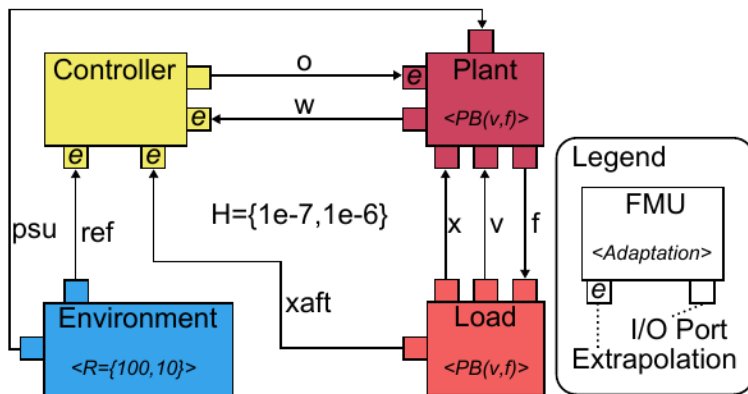 Controller
o
e
Plant
<PB(v,f)>
w
e
e
e
psu
ref
H={1e-7,1e-6}
x
v
f
xaft
Environment
<R={100,10}>
Load
<PB(v,f)>
Legend
FMU
<Adaptation>
e
I/O Port
Extrapolation